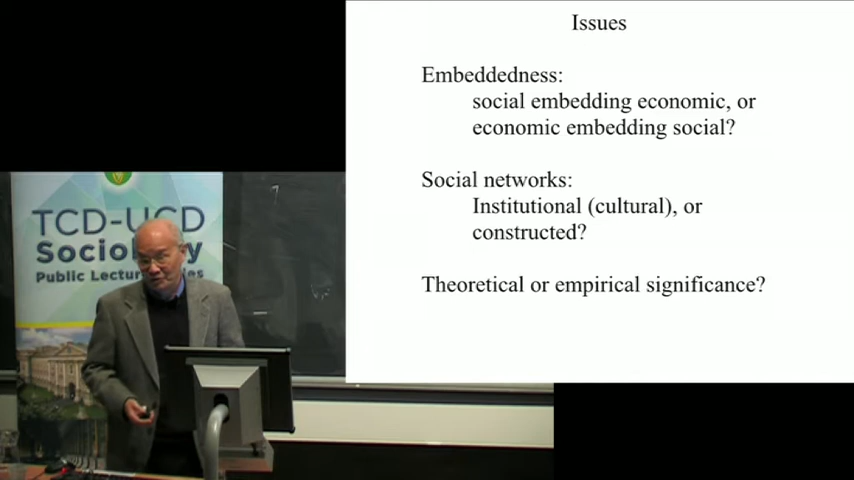 Issues
Embeddedness:
social embedding economic, or
economic embedding social?
Social networks:
Institutional (cultural), or
constructed?
Theoretical or empirical significance?
TCD-UCD
Public